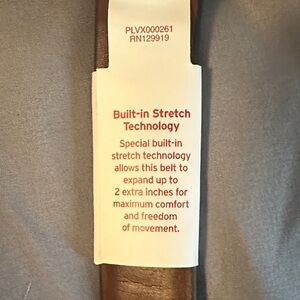 PLVX000261
RN129919
Built-in Stretch
Technology
Special built-in
stretch technology
allows this belt to
expand up to
2 extra inches for
maximum comfort
and freedom
of movement.